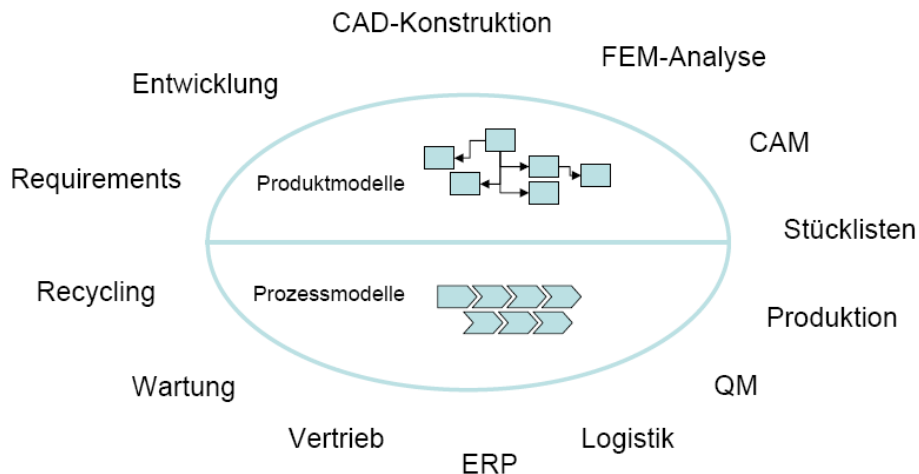 CAD-Konstruktion
FEM-Analyse
Entwicklung
CAM
Requirements
Produktmodelle
Stücklisten
Recycling
Prozessmodelle
Produktion
Wartung
QM
Vertrieb
Logistik
ERP